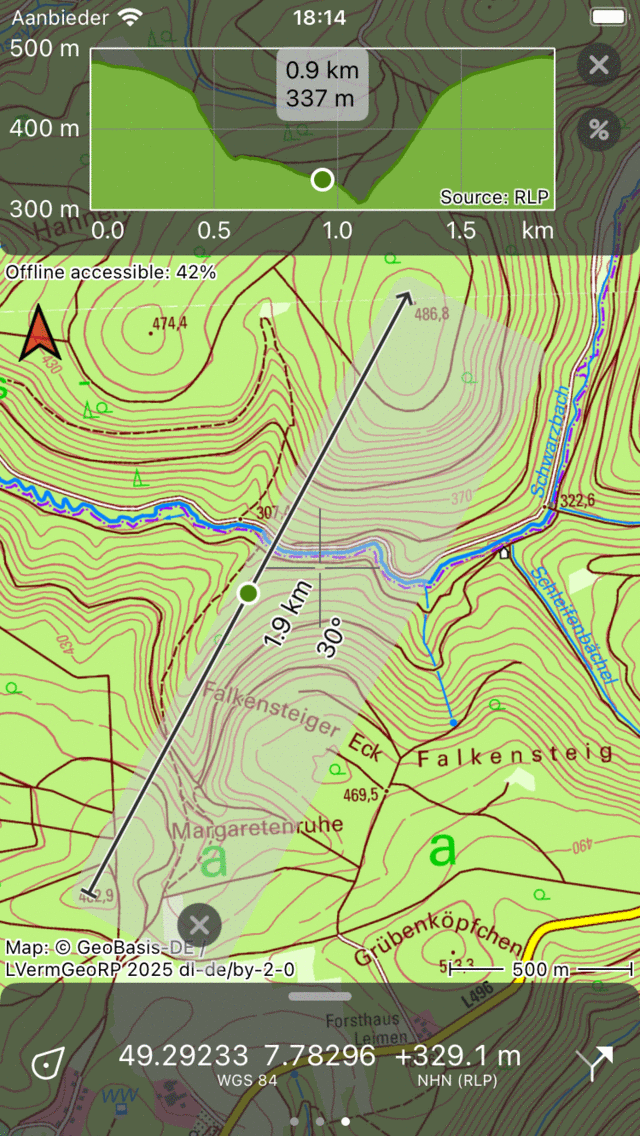 Aanbieder 18:14
500 m
400 m
300 m
0.9 km
337 m
Source: RLP
0.0 0.5 1.0 1.5 km
Offline accessible: 42%
474,4
430
486,8
370
Schwarzbach
322,6
307,
Schleifenbächel
1.9 km
30°
430
Falkensteiger
Eck
Falkensteig
469,5
Margaretenruhe
a
a
490
Grübenköpfchen
500 m
Map: © GeoBasis-DE /
LVermGeoRP 2025 dl-de/by-2-0
L496
Forsthaus
Leimen
49.29233 7.78296 +329.1 m
WGS 84 NHN (RLP)
WW